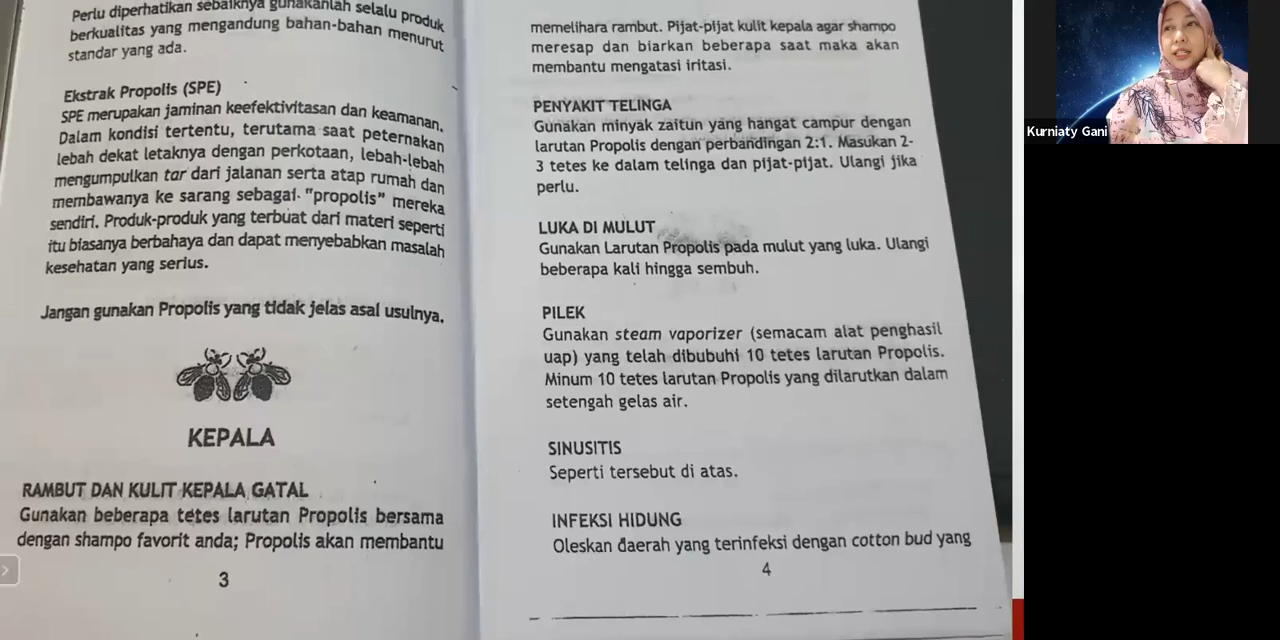 Perlu diperhatikan sebaiknya gunakanlah selalu produk
berkualitas yang mengandung bahan-bahan menurut
standar yang ada.
Ekstrak Propolis (SPE)
SPE merupakan jaminan keefektivitasan dan keamanan.
Dalam kondisi tertentu, terutama saat peternakan
lebah dekat letaknya dengan perkotaan, lebah-lebah
mengumpulkan tar dari jalanan serta atap rumah dan
membawanya ke sarang sebagai "propolis" mereka
sendiri. Produk-produk yang terbuat dari materi seperti
itu biasanya berbahaya dan dapat menyebabkan masalah
kesehatan yang serius.
Jangan gunakan Propolis yang tidak jelas asal usulnya.
KEPALA
RAMBUT DAN KULIT KEPALA GATAL
Gunakan beberapa tetes larutan Propolis bersama
dengan shampo favorit anda; Propolis akan membantu
3
memelihara rambut. Pijat-pijat kulit kepala agar shampo
meresap dan biarkan beberapa saat maka akan
membantu mengatasi iritasi.
PENYAKIT TELINGA
Gunakan minyak zaitun yang hangat campur dengan
larutan Propolis dengan perbandingan 2:1. Masukan 2-
3 tetes ke dalam telinga dan pijat-pijat. Ulangi jika
perlu.
LUKA DI MULUT
Gunakan Larutan Propolis pada mulut yang luka. Ulangi
beberapa kali hingga sembuh.
PILEK
Gunakan steam vaporizer (semacam alat penghasil
uap) yang telah dibubuhi 10 tetes larutan Propolis.
Minum 10 tetes larutan Propolis yang dilarutkan dalam
setengah gelas air.
SINUSITIS
Seperti tersebut di atas.
INFEKSI HIDUNG
Oleskan daerah yang terinfeksi dengan cotton bud yang
4
Kurniaty Gani